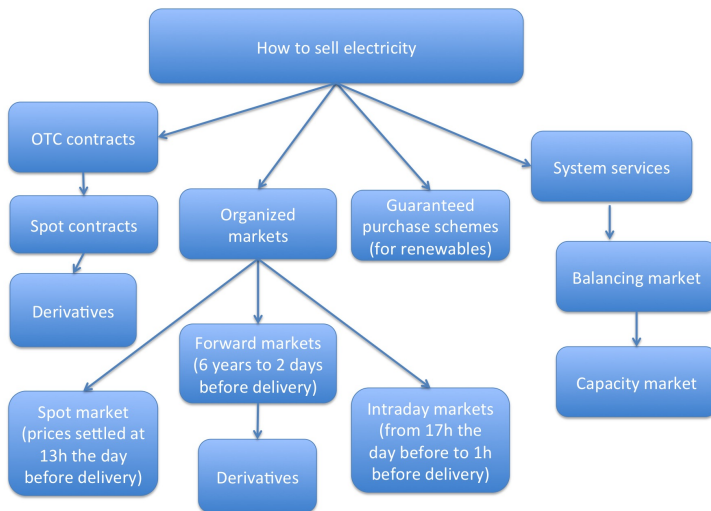 How to sell electricity
OTC contracts
System services
Spot contracts
Organized
markets
Guaranteed
purchase schemes
(for renewables)
Balancing market
Derivatives
Forward markets
(6 years to 2 days
before delivery)
Capacity market
Spot market
(prices settled at
13h the day
before delivery)
Derivatives
Intraday markets
(from 17h the
day before to 1h
before delivery)